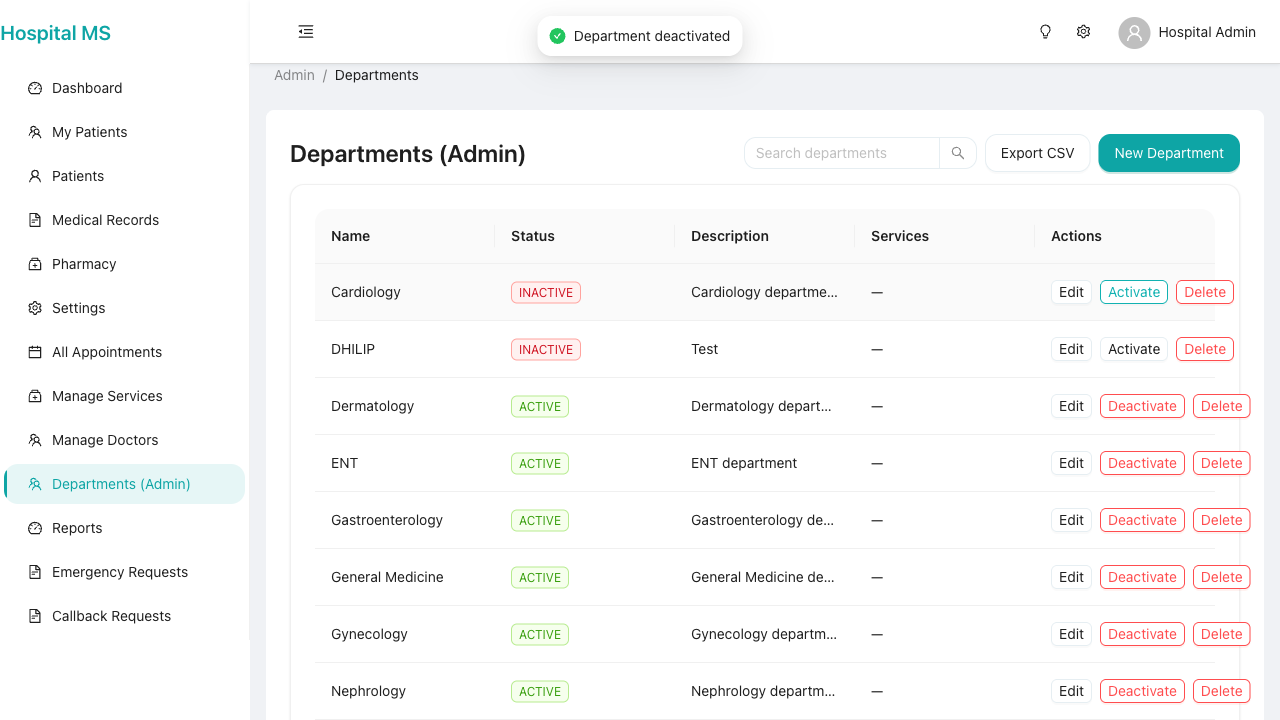 Hospital MS
Department deactivated
Hospital Admin
Dashboard
My Patients
Patients
Medical Records
Pharmacy
Settings
All Appointments
Manage Services
Manage Doctors
Departments (Admin)
Reports
Emergency Requests
Callback Requests
Admin / Departments
Departments (Admin)
Search departments
Export CSV
New Department
Name Status Description Services Actions
Cardiology INACTIVE Cardiology departme... — Edit Activate Delete
DHILIP INACTIVE Test — Edit Activate Delete
Dermatology ACTIVE Dermatology depart... — Edit Deactivate Delete
ENT ACTIVE ENT department — Edit Deactivate Delete
Gastroenterology ACTIVE Gastroenterology de... — Edit Deactivate Delete
General Medicine ACTIVE General Medicine de... — Edit Deactivate Delete
Gynecology ACTIVE Gynecology departm... — Edit Deactivate Delete
Nephrology ACTIVE Nephrology departm... — Edit Deactivate Delete